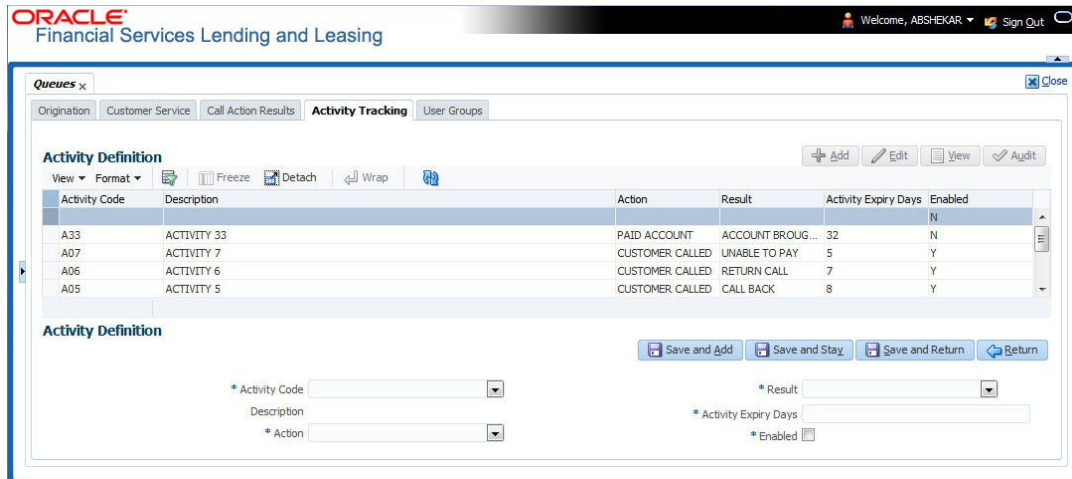 ORACLE
Financial Services Lending and Leasing
Welcome, ABSHEKAR Sign Out
Queues x
Close
Origination Customer Service Call Action Results Activity Tracking User Groups
Activity Definition
Add Edit View Audit
View Format Freeze Detach Wrap
Activity Code Description Action Result Activity Expiry Days Enabled
N
A33 ACTIVITY 33 PAID ACCOUNT ACCOUNT BROUG... 32 N
A07 ACTIVITY 7 CUSTOMER CALLED UNABLE TO PAY 5 Y
A06 ACTIVITY 6 CUSTOMER CALLED RETURN CALL 7 Y
A05 ACTIVITY 5 CUSTOMER CALLED CALL BACK 8 Y
Activity Definition
Save and Add Save and Stay Save and Return Return
* Activity Code * Result
Description * Activity Expiry Days
* Action * Enabled